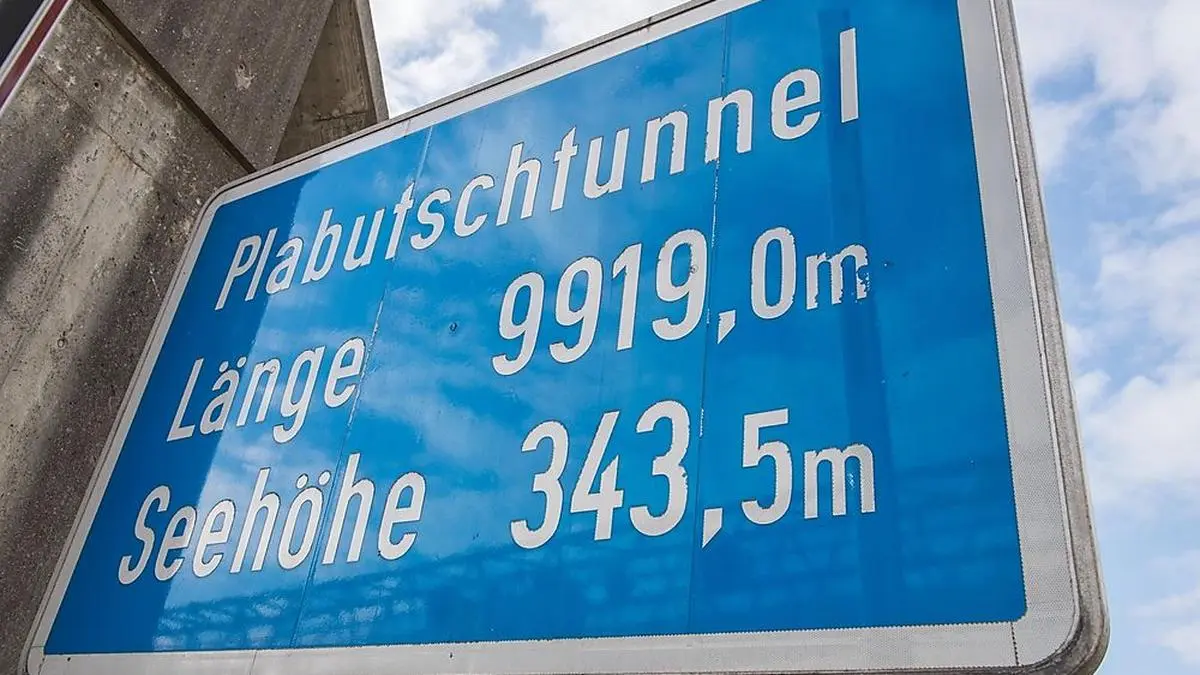 Plabutschtunnel
Länge 9919,0m
Seehöhe 343,5m